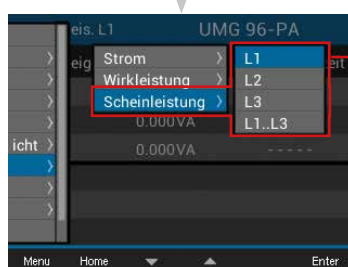 eis. L1 UMG 96-PA
eig Strom > L1 eit
Wirkleistung > L2
Scheinleistung > L3
L1..L3
0.000VA
icht > 0.000VA - - - - -
Menu Home Enter